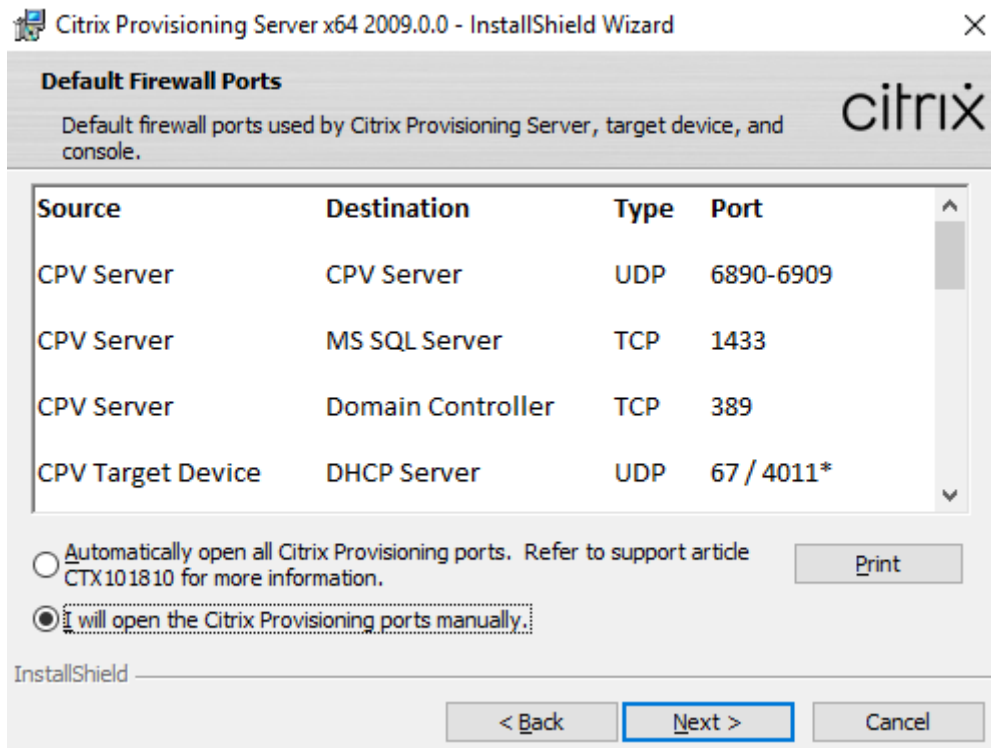 Citrix Provisioning Server x64 2009.0.0 - InstallShield Wizard
Default Firewall Ports
Default firewall ports used by Citrix Provisioning Server, target device, and
console.
citrix
Source Destination Type Port
CPV Server CPV Server UDP 6890-6909
CPV Server MS SQL Server TCP 1433
CPV Server Domain Controller TCP 389
CPV Target Device DHCP Server UDP 67 / 4011*
Automatically open all Citrix Provisioning ports. Refer to support article
CTX101810 for more information.
Print
I will open the Citrix Provisioning ports manually.
InstallShield
< Back Next > Cancel